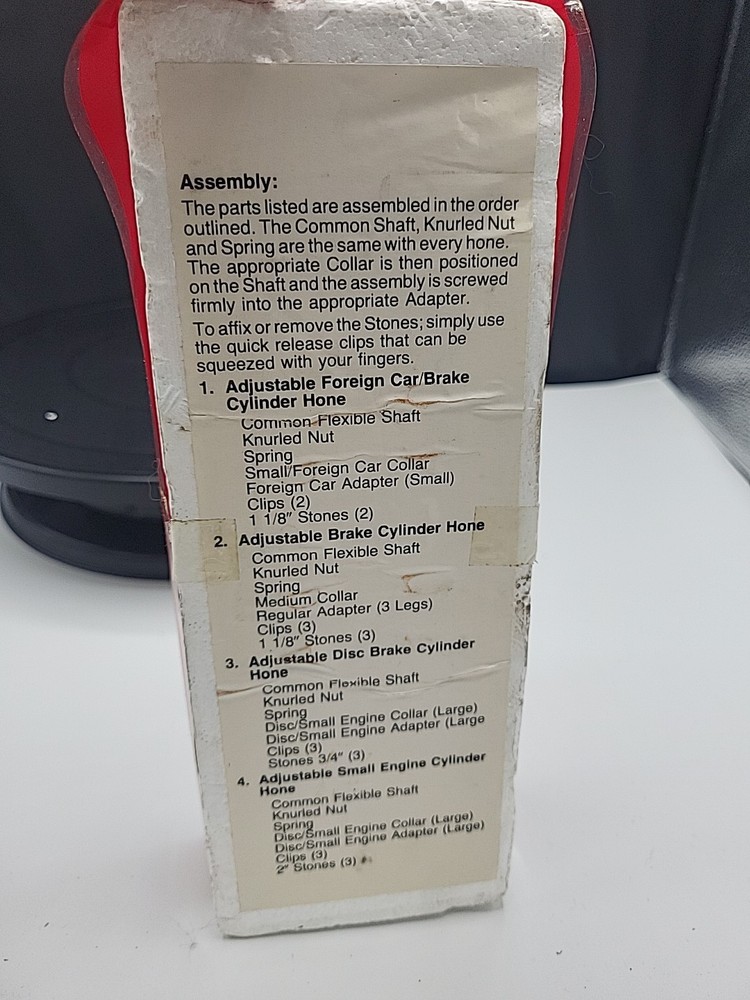 Assembly:
The parts listed are assembled in the order
outlined. The Common Shaft, Knurled Nut
and Spring are the same with every hone.
The appropriate Collar is then positioned
on the Shaft and the assembly is screwed
firmly into the appropriate Adapter.
To affix or remove the Stones; simply use
the quick release clips that can be
squeezed with your fingers.
1. Adjustable Foreign Car/Brake
Cylinder Hone
Common Flexible Shaft
Knurled Nut
Spring
Small/Foreign Car Collar
Foreign Car Adapter (Small)
Clips (2)
1 1/8" Stones (2)
2. Adjustable Brake Cylinder Hone
Common Flexible Shaft
Knurled Nut
Spring
Medium Collar
Regular Adapter (3 Legs)
Clips (3)
1 1/8" Stones (3)
3. Adjustable Disc Brake Cylinder
Hone
Common Flexible Shaft
Knurled Nut
Spring
Disc/Small Engine Collar (Large)
Disc/Small Engine Adapter (Large
Clips (3)
Stones 3/4" (3)
4. Adjustable Small Engine Cylinder
Hone
Common Flexible Shaft
Knurled Nut
Spring
Disc/Small Engine Collar (Large)
Disc/Small Engine Adapter (Large)
Clips (3)
2" Stones (3)